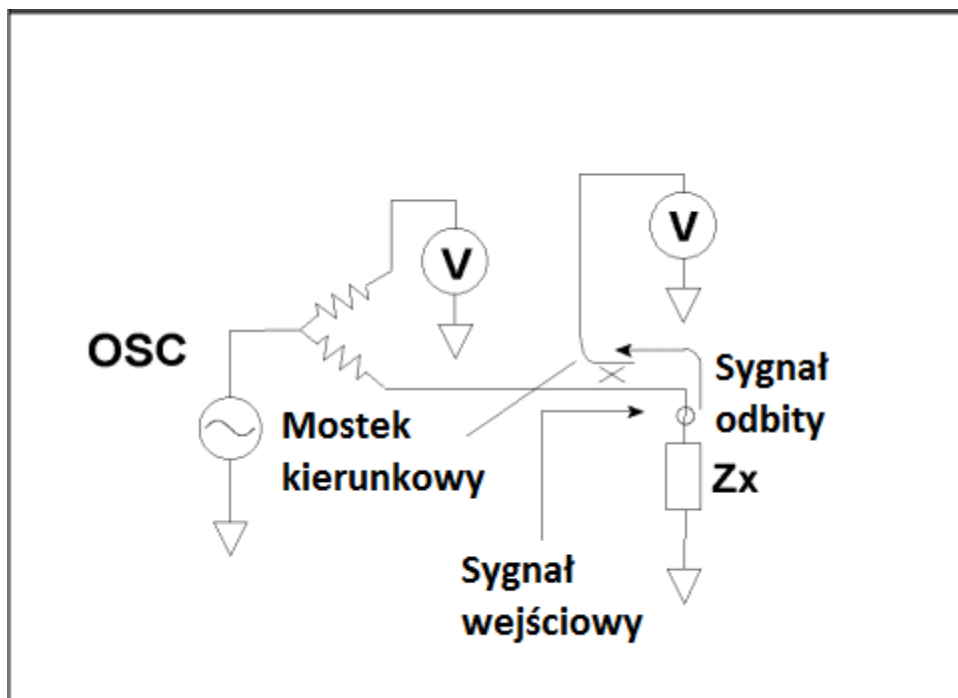 V
V
OSC
Sygnał
odbity
Mostek
kierunkowy
Zx
Sygnał
wejściowy